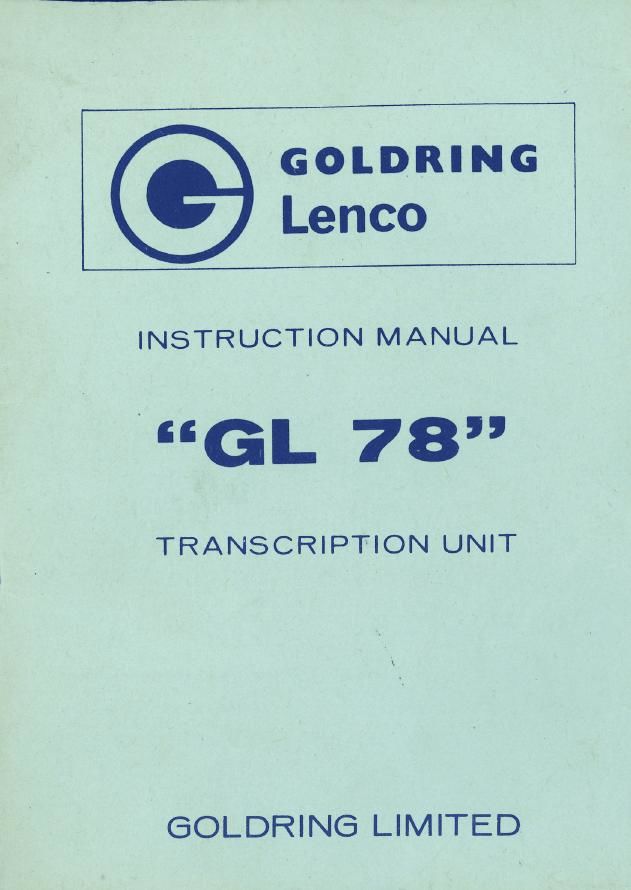 GOLDRING
Lenco
INSTRUCTION MANUAL
“GL 78”
TRANSCRIPTION UNIT
GOLDRING LIMITED